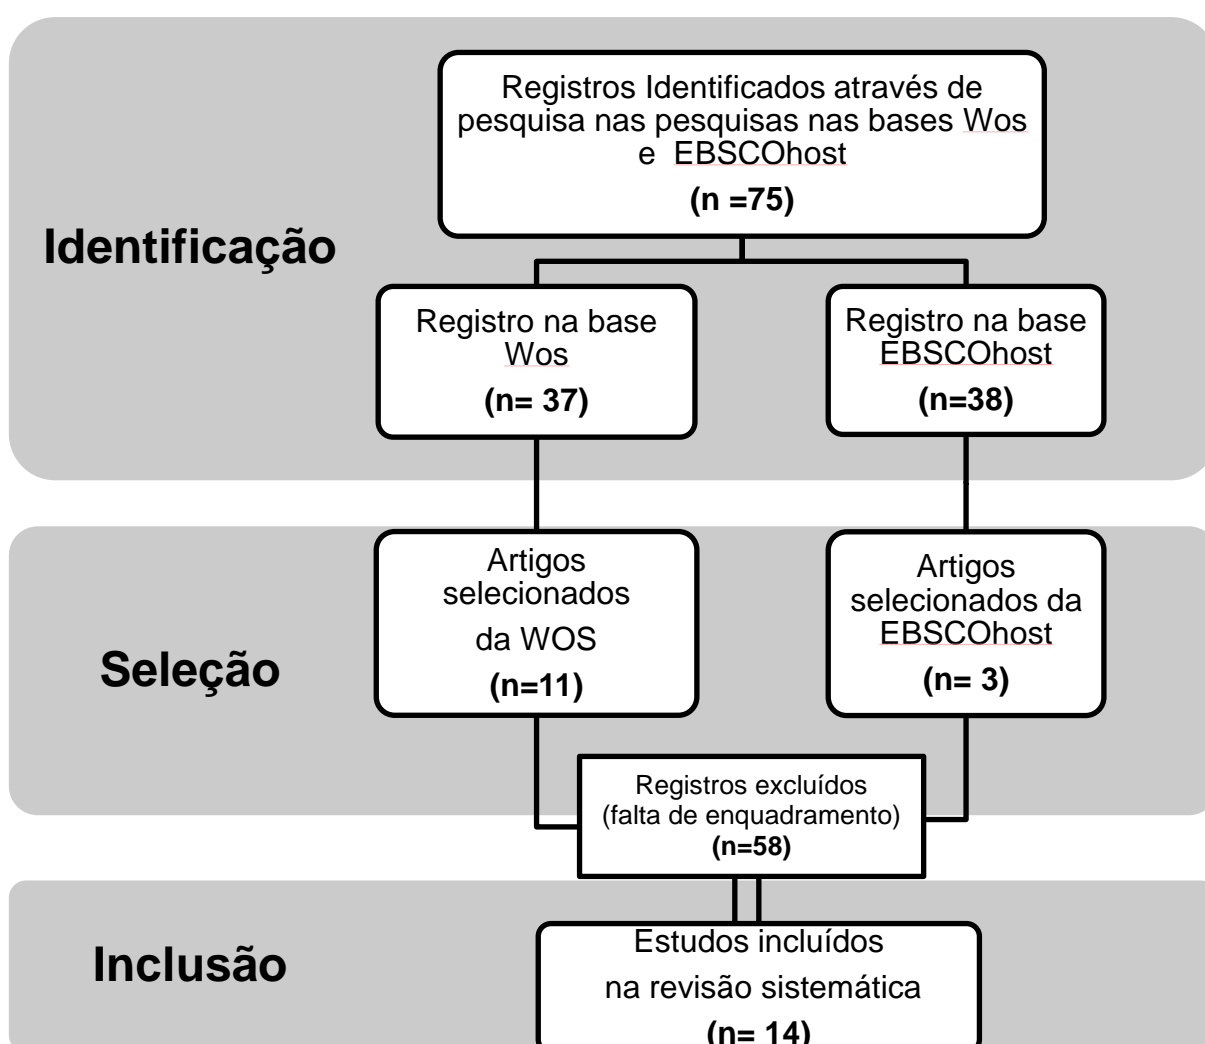 Registros Identificados através de
pesquisa nas pesquisas nas bases Wos
e EBSCOhost
(n =75)
Identificação
Registro na base
Wos
(n= 37)
Registro na base
EBSCOhost
(n=38)
Seleção
Artigos
selecionados
da WOS
(n=11)
Artigos
selecionados da
EBSCOhost
(n= 3)
Registros excluídos
(falta de enquadramento)
(n=58)
Inclusão
Estudos incluídos
na revisão sistemática
(n= 14)